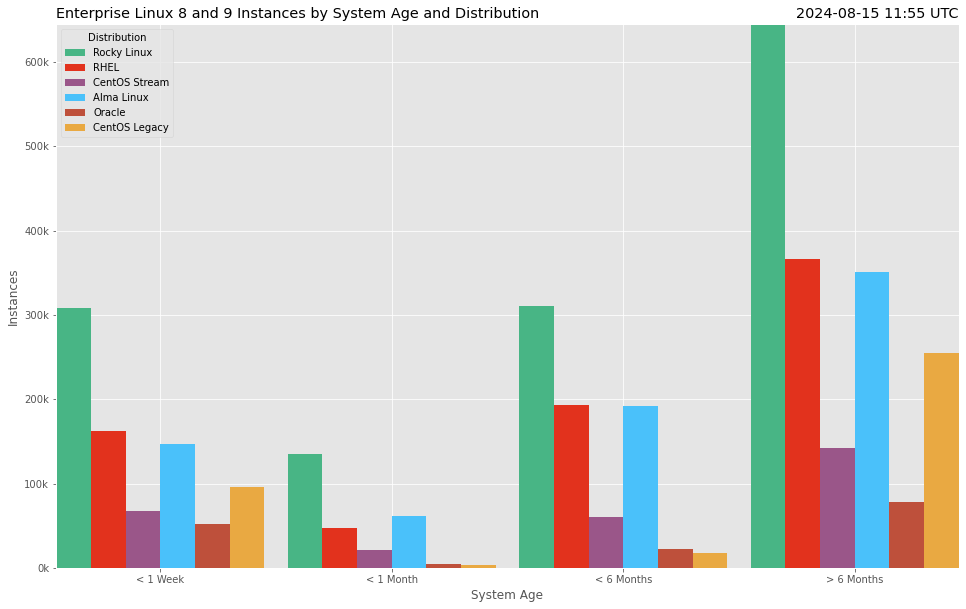 Enterprise Linux 8 and 9 Instances by System Age and Distribution
2024-08-15 11:55 UTC
Distribution
Rocky Linux
RHEL
CentOS Stream
Alma Linux
Oracle
CentOS Legacy
600k
500k
400k
300k
200k
100k
0k
Instances
< 1 Week
< 1 Month
< 6 Months
> 6 Months
System Age